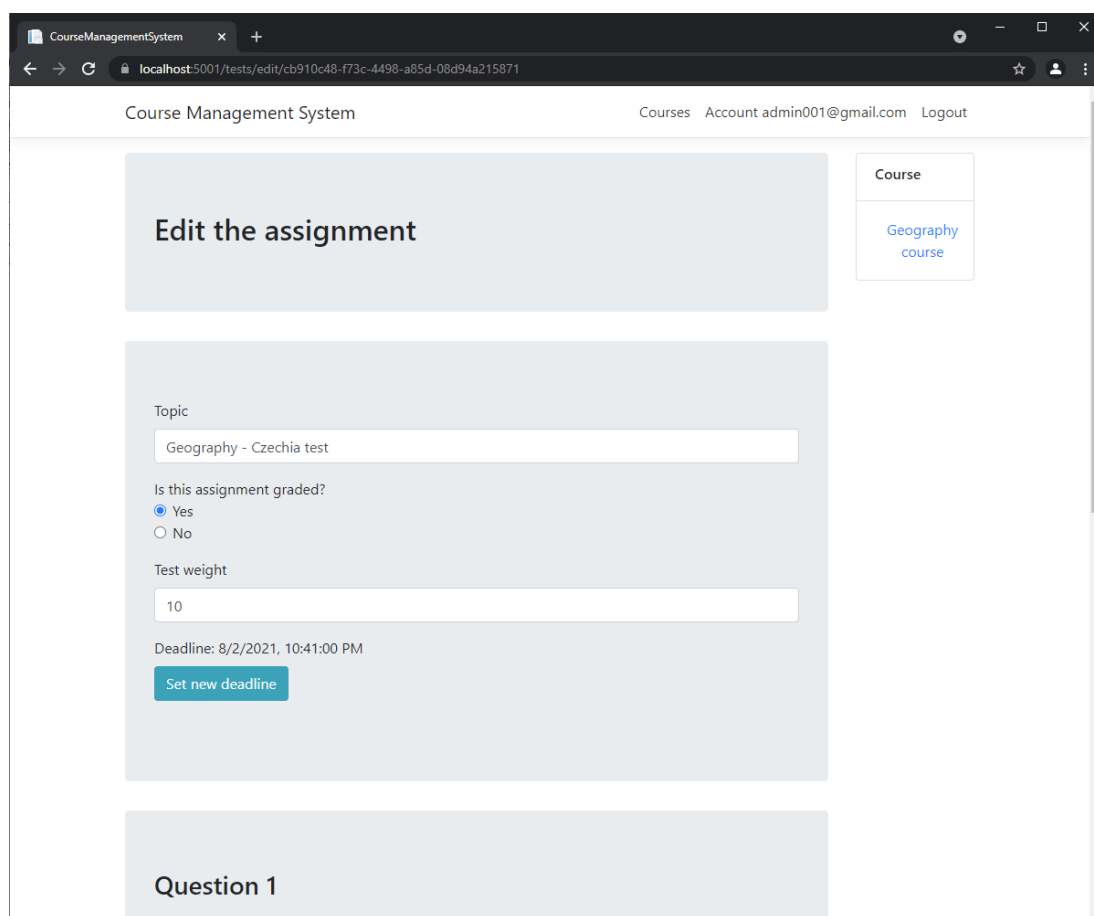 CourseManagementSystem
localhost:5001/tests/edit/cb910c48-f73c-4498-a85d-08d94a215871
Course Management System
Courses Account admin001@gmail.com Logout
Edit the assignment
Course
Geography
course
Topic
Geography - Czechia test
Is this assignment graded?
Yes
No
Test weight
10
Deadline: 8/2/2021, 10:41:00 PM
Set new deadline
Question 1